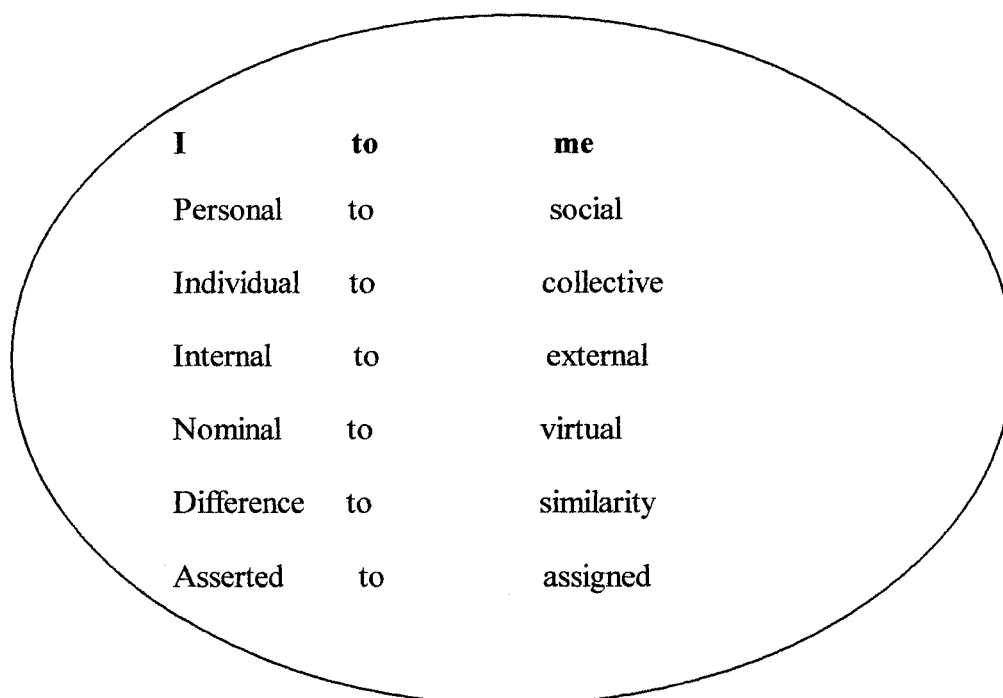 I to me
Personal to social
Individual to collective
Internal to external
Nominal to virtual
Difference to similarity
Asserted to assigned